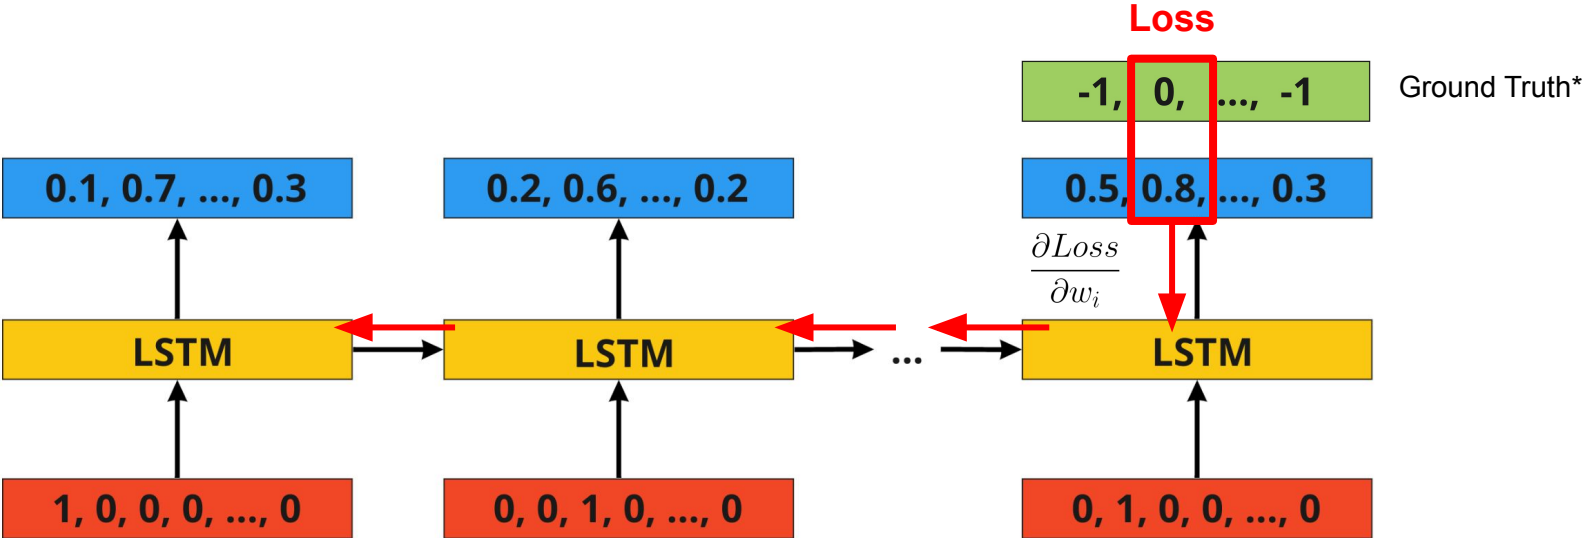 Loss
-1, 0, ..., -1
Ground Truth*
0.1, 0.7, ..., 0.3
0.2, 0.6, ..., 0.2
0.5, 0.8, ..., 0.3
∂Loss
∂wᵢ
LSTM
LSTM
...
LSTM
1, 0, 0, 0, ..., 0
0, 0, 1, 0, ..., 0
0, 1, 0, 0, ..., 0